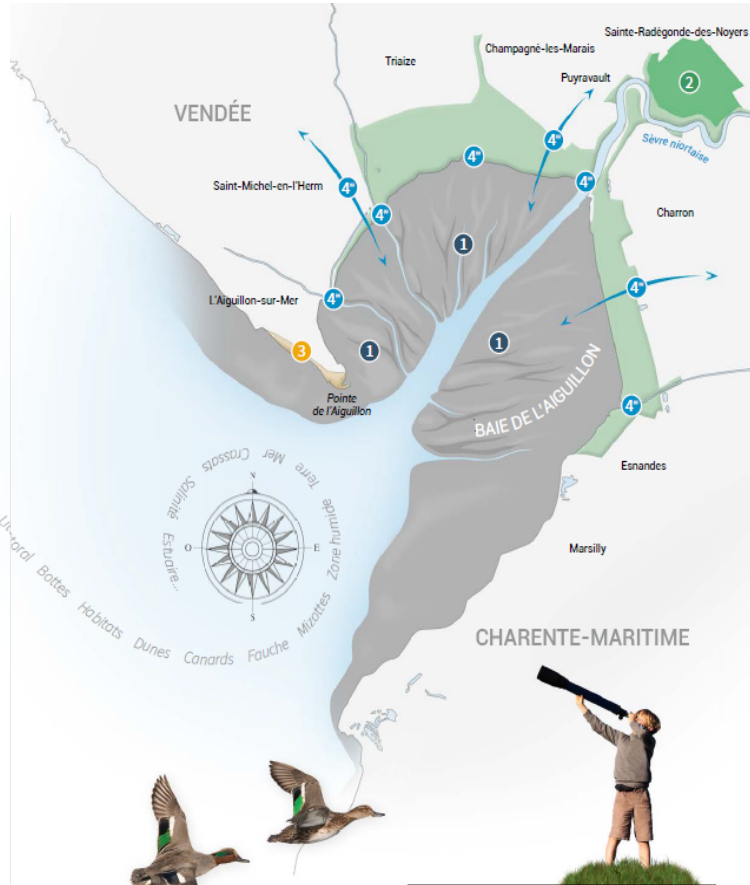 Sainte-Radégonde-des-Noyers
Champagné-les-Marais
Triaize
Puyravault
2
VENDÉE
4"
Sèvre niortaise
4"
4"
4"
Saint-Michel-en-l'Herm
4"
Charron
1
4"
L'Aiguillon-sur-Mer
4"
3
1
1
BAIE DE L'AIGUILLON
Pointe
de l'Aiguillon
4"
Esnandes
Marsilly
N
O
E
S
Terre Mer Crassats Salinité Estuaire...
Littoral Bottes Habitats Dunes Canards Fauche Mizottes Zone humide
CHARENTE-MARITIME